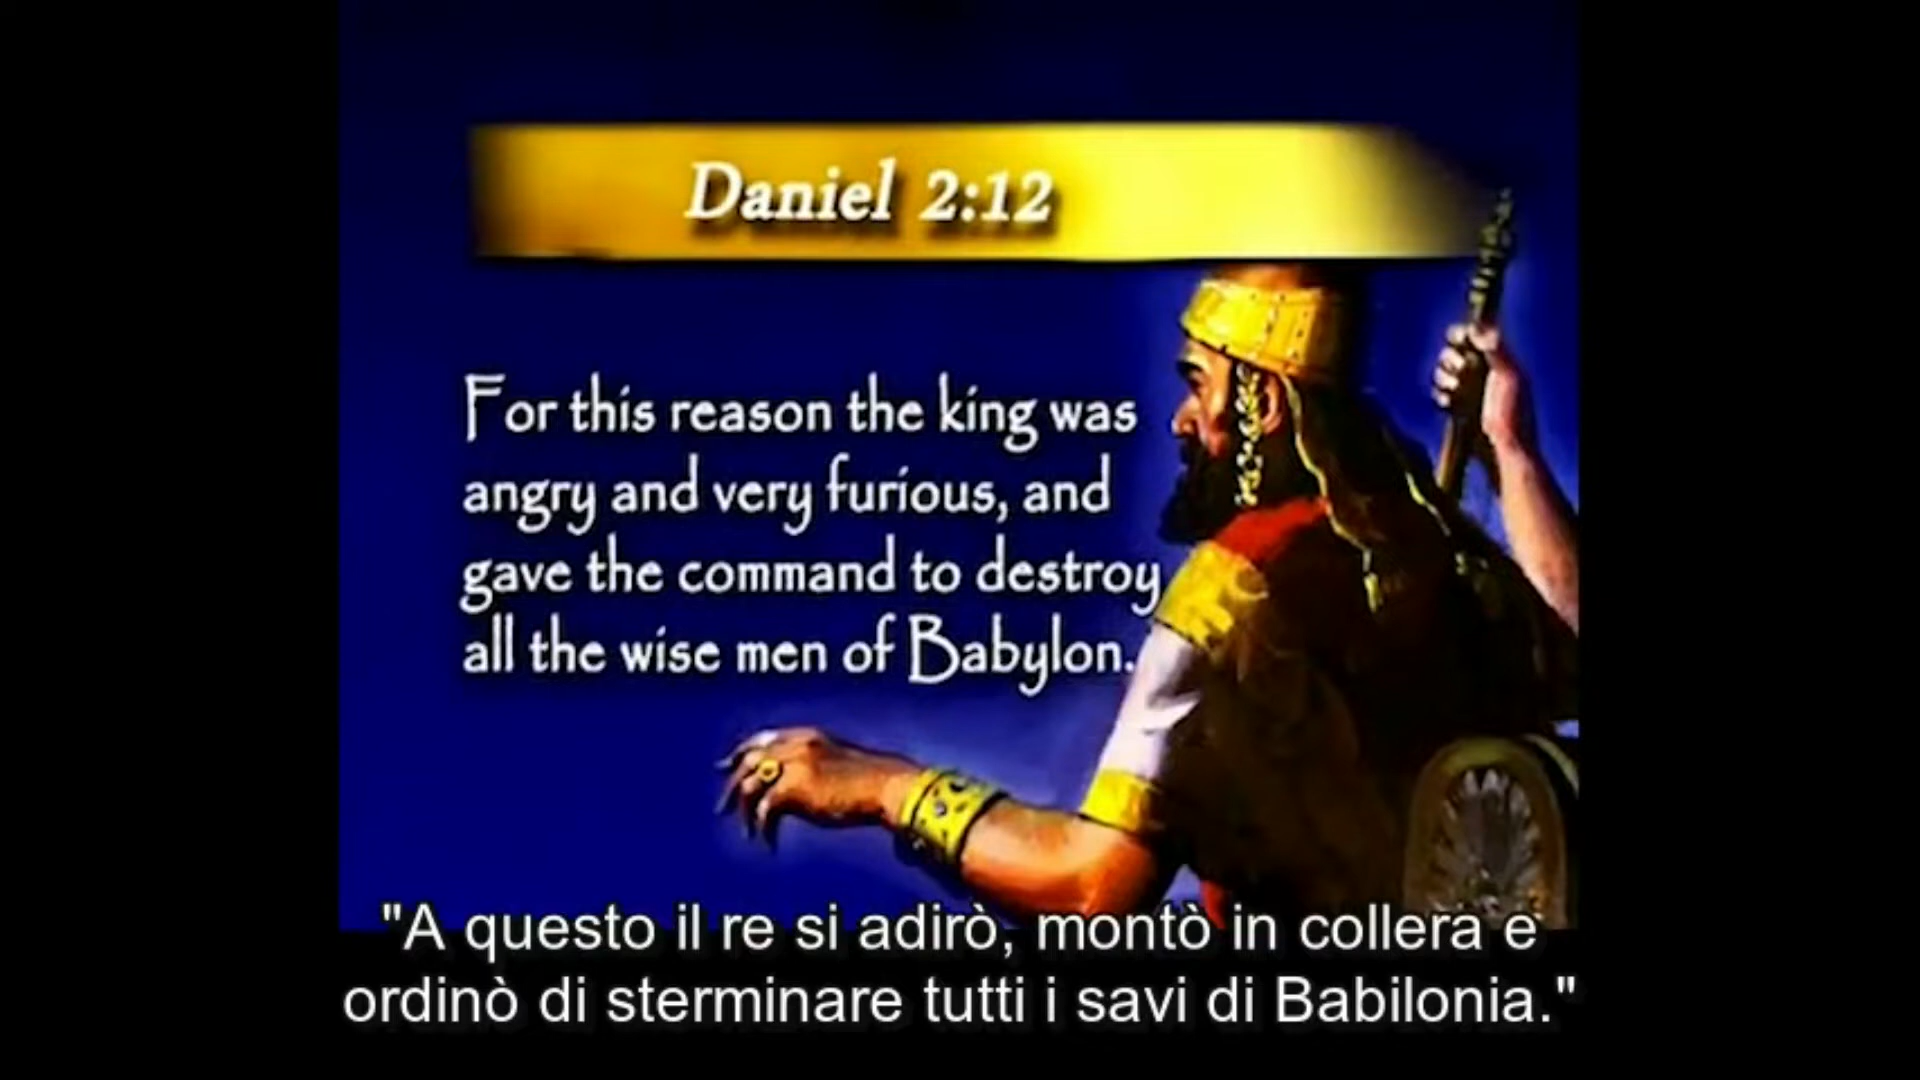 Daniel 2:12
For this reason the king was
angry and very furious, and
gave the command to destroy
all the wise men of Babylon.
"A questo il re si adirò, montò in collera e
ordinò di sterminare tutti i savi di Babilonia."